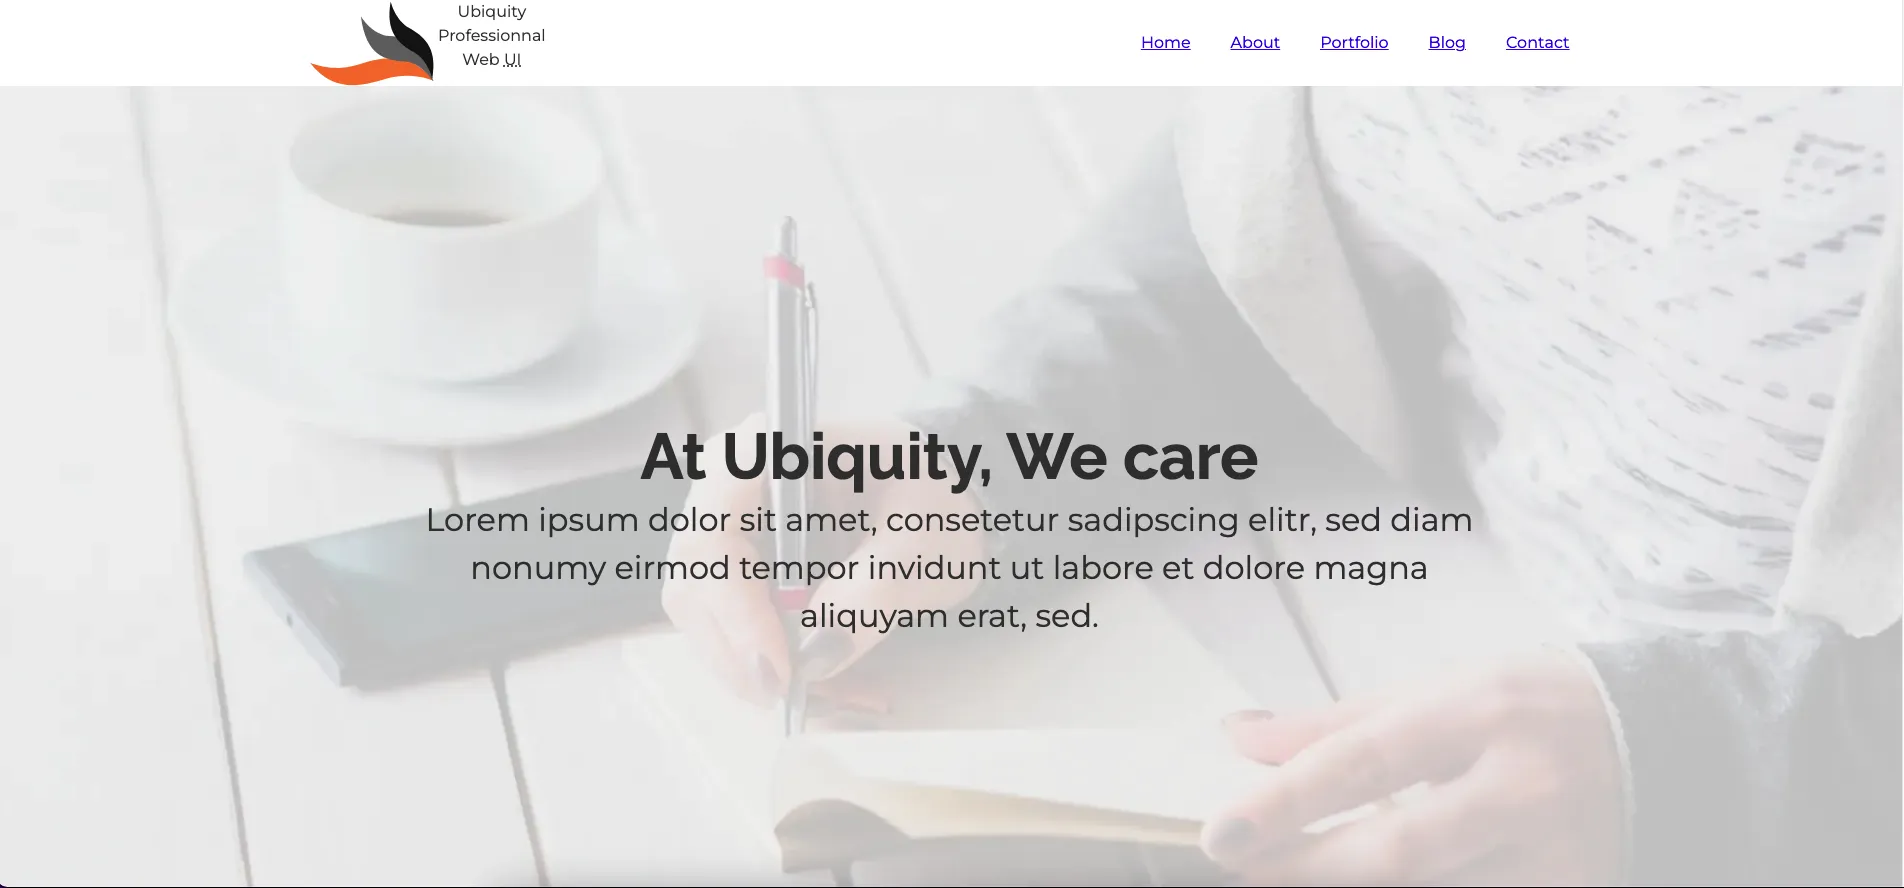 Ubiquity
Professionnal
Web UI
Home About Portfolio Blog Contact
At Ubiquity, We care
Lorem ipsum dolor sit amet, consetetur sadipscing elitr, sed diam
nonumy eirmod tempor invidunt ut labore et dolore magna
aliquyam erat, sed.